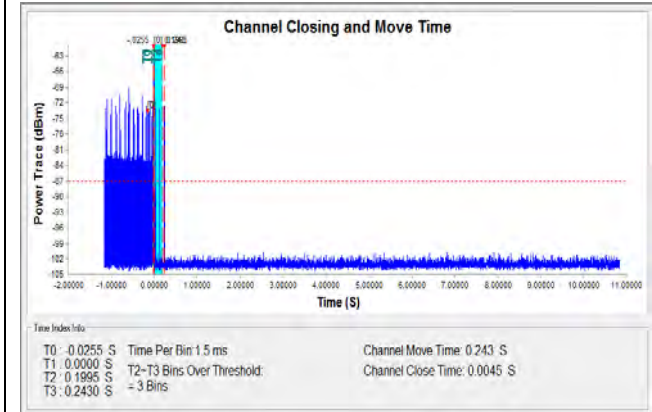 Channel Closing and Move Time
-63
-66
-69
-72
-75
-78
-81
-84
-87
-90
-93
-96
-99
-102
-105
Power Trace (dBm)
-2.00000 -1.00000 0.00000 1.00000 2.00000 3.00000 4.00000 5.00000 6.00000 7.00000 8.00000 9.00000 10.00000 11.00000
Time (S)
Time Index Info
T0 : -0.0255 S
T1 : 0.0000 S
T2 : 0.1995 S
T3 : 0.2430 S
Time Per Bin:1.5 ms
T2~T3 Bins Over Threshold:
= 3 Bins
Channel Move Time: 0.243 S
Channel Close Time: 0.0045 S